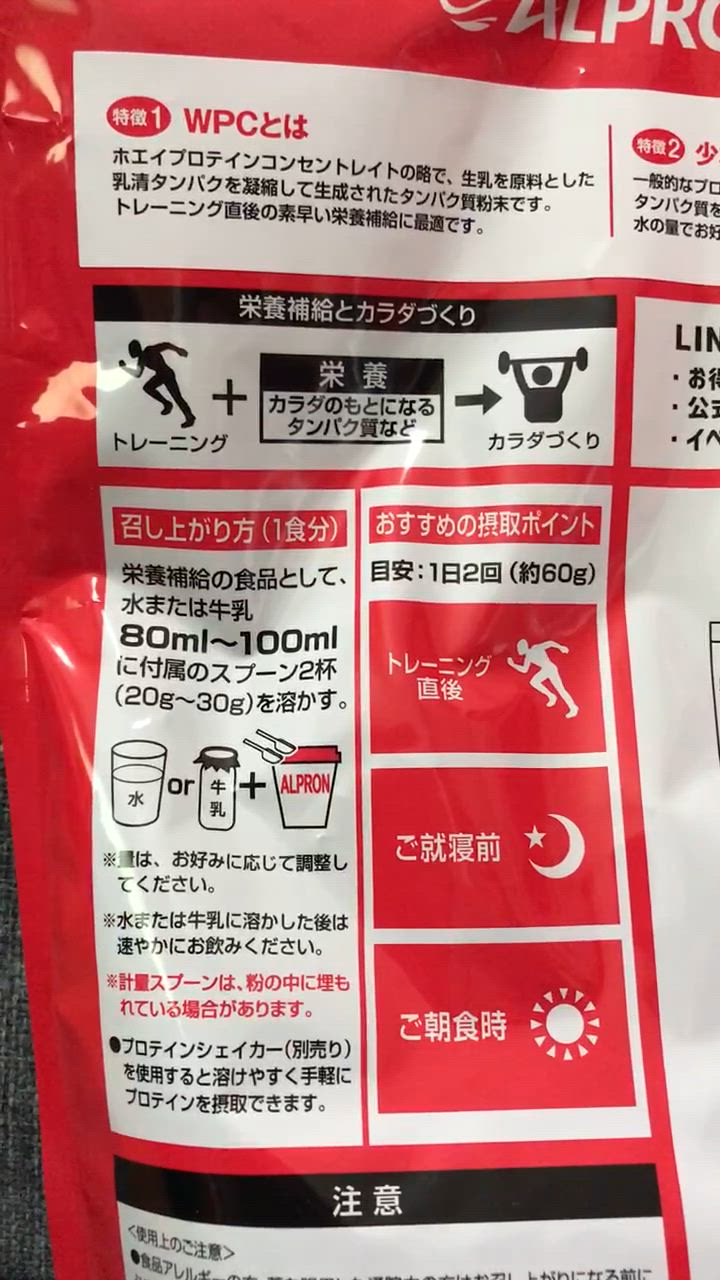 ALPRO
特徴1 WPCとは
ホエイプロテインコンセントレイトの略で、生乳を原料とした
乳清タンパクを凝縮して生成されたタンパク質粉末です。
トレーニング直後の素早い栄養補給に最適です。
特徴2 少
一般的なプロ
タンパク質を
水の量でお好
栄養補給とカラダづくり
トレーニング
+
栄養
カラダのもとになる
タンパク質など
カラダづくり
LIN
・お得
・公式
・イベ
召し上がり方(1食分)
栄養補給の食品として、
水または牛乳
80ml〜100ml
に付属のスプーン2杯
(20g〜30g)を溶かす。
水 or 牛乳 + ALPRON
※量は、お好みに応じて調整し
てください。
※水または牛乳に溶かした後は
速やかにお飲みください。
※計量スプーンは、粉の中に埋も
れている場合があります。
●プロテインシェイカー(別売り)
を使用すると溶けやすく手軽に
プロテインを摂取できます。
おすすめの摂取ポイント
目安:1日2回(約60g)
トレーニング
直後
ご就寝前
ご朝食時
注意
<使用上のご注意>
●食品アレルギーの方、